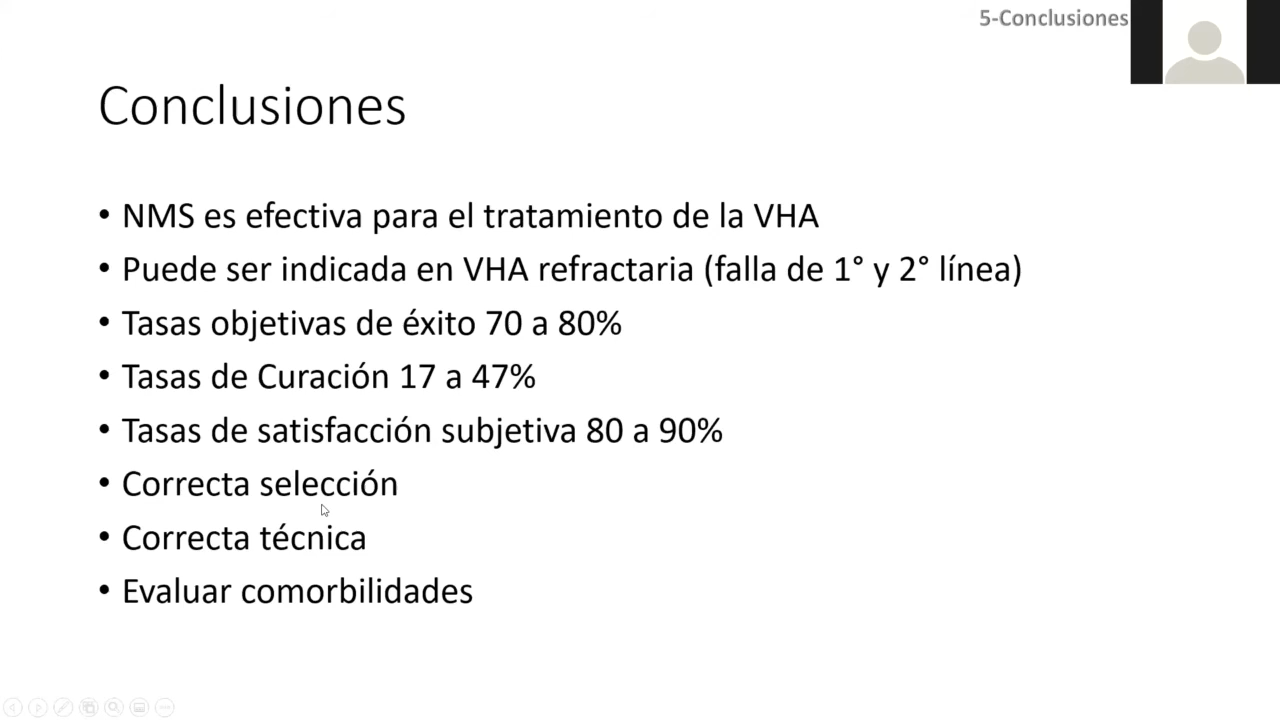 5-Conclusiones
Conclusiones
• NMS es efectiva para el tratamiento de la VHA
• Puede ser indicada en VHA refractaria (falla de 1° y 2° línea)
• Tasas objetivas de éxito 70 a 80%
• Tasas de Curación 17 a 47%
• Tasas de satisfacción subjetiva 80 a 90%
• Correcta selección
• Correcta técnica
• Evaluar comorbilidades